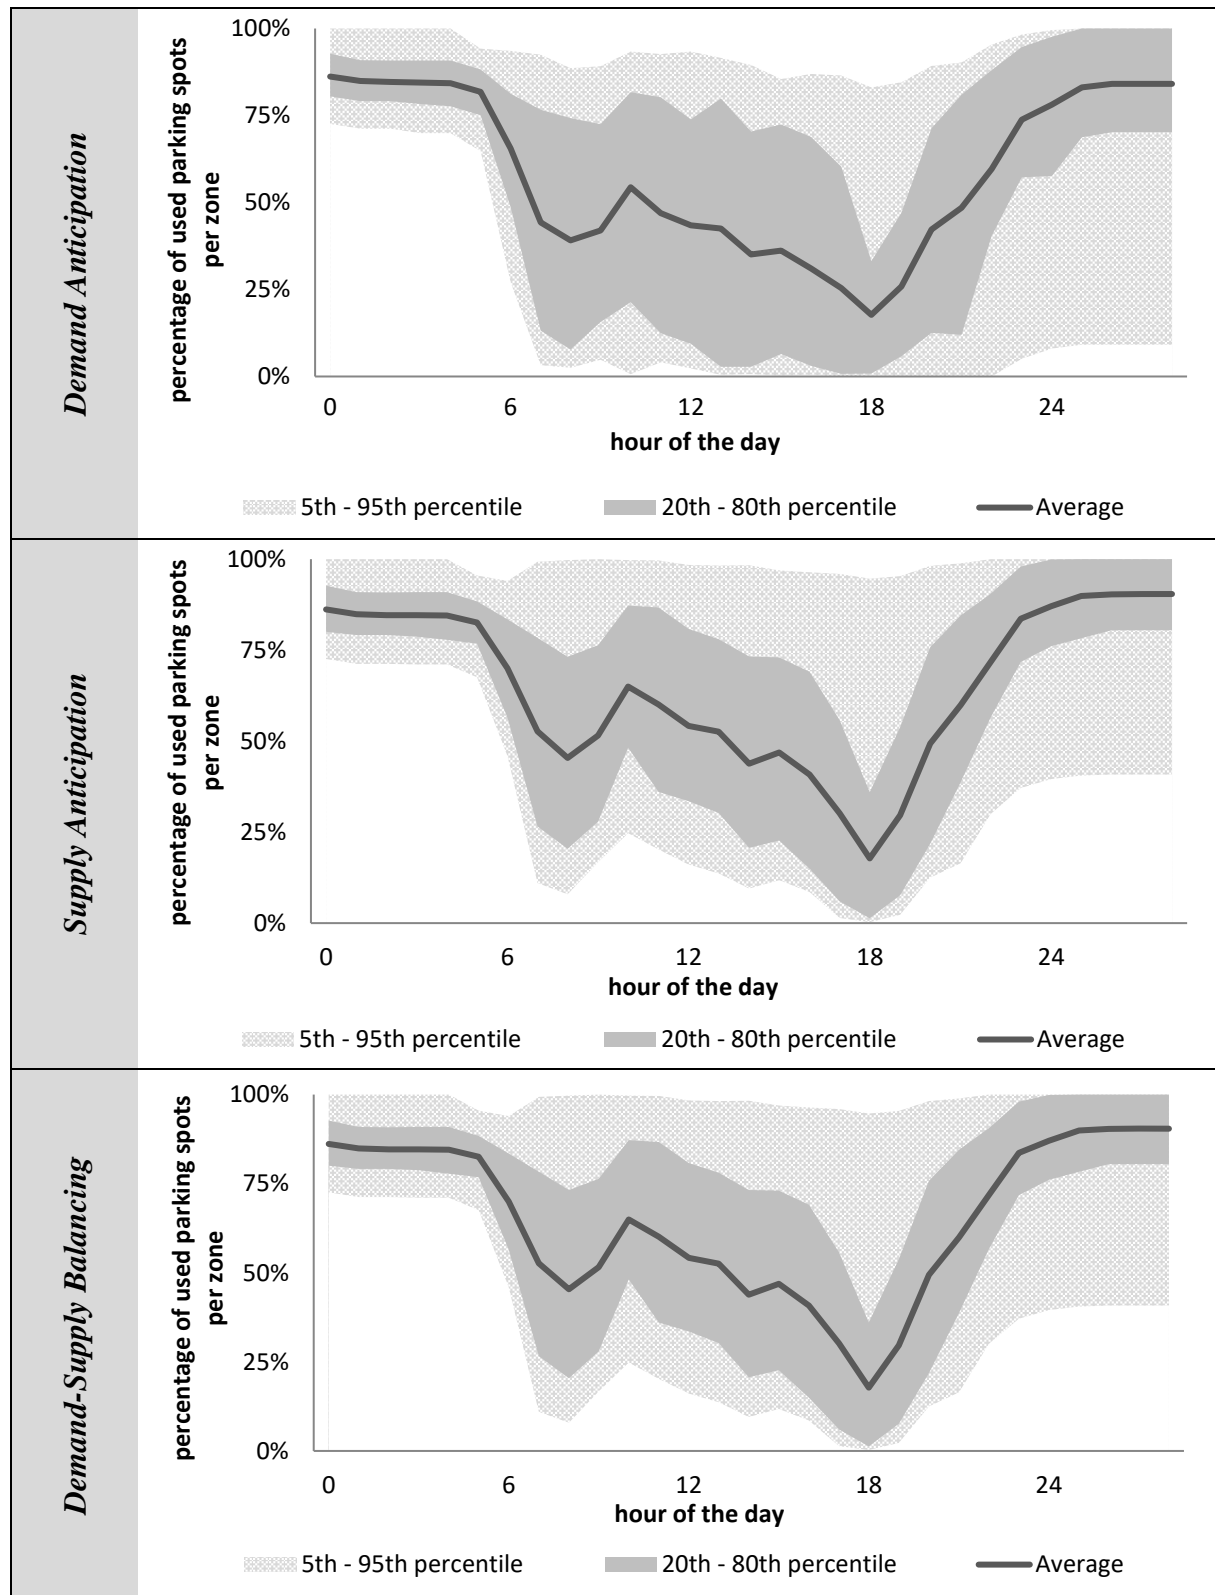 Demand Anticipation
percentage of used parking spots
per zone
100%
75%
50%
25%
0%
0 6 12 18 24
hour of the day
5th - 95th percentile 20th - 80th percentile Average
Supply Anticipation
percentage of used parking spots
per zone
100%
75%
50%
25%
0%
0 6 12 18 24
hour of the day
5th - 95th percentile 20th - 80th percentile Average
Demand-Supply Balancing
percentage of used parking spots
per zone
100%
75%
50%
25%
0%
0 6 12 18 24
hour of the day
5th - 95th percentile 20th - 80th percentile Average